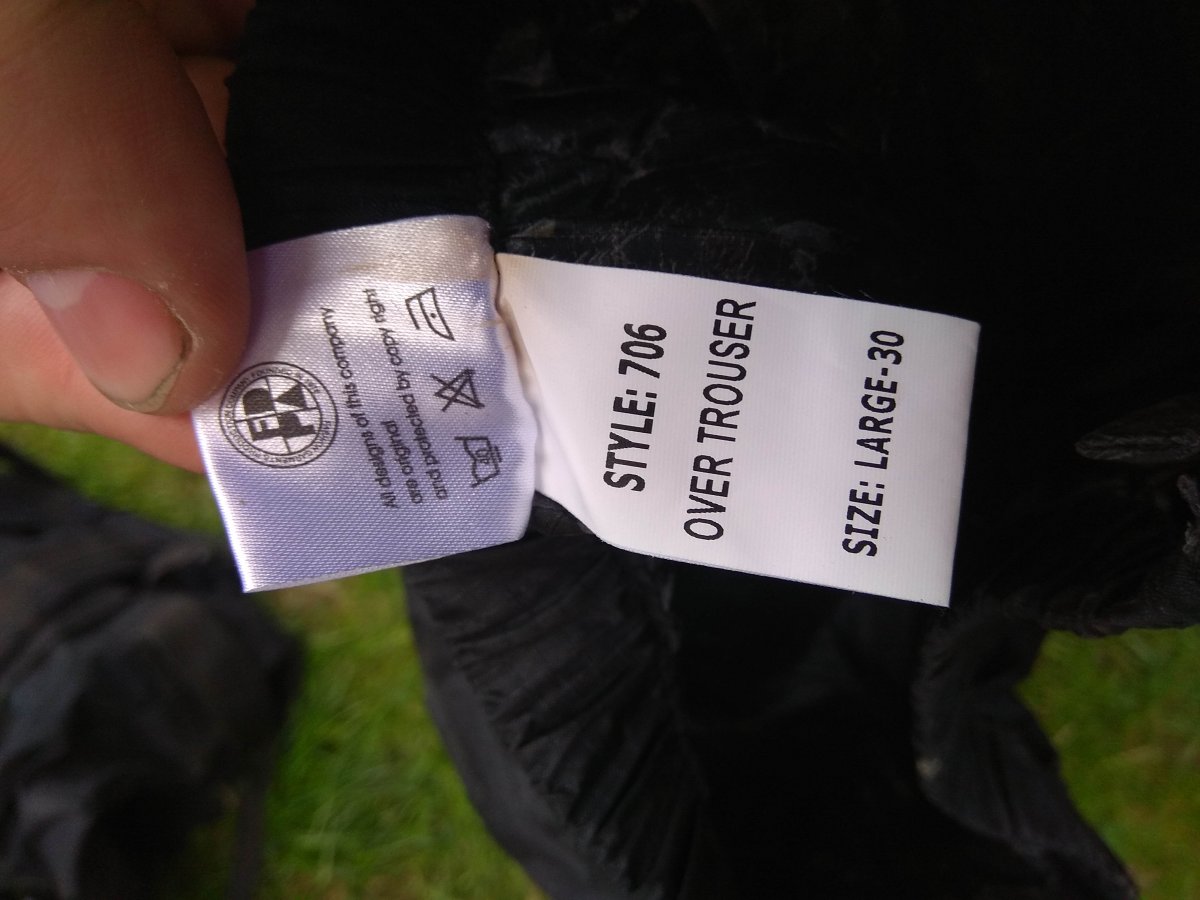 All designs of this company
are original
and protected by copy right
STYLE: 706
OVER TROUSER
SIZE: LARGE-30